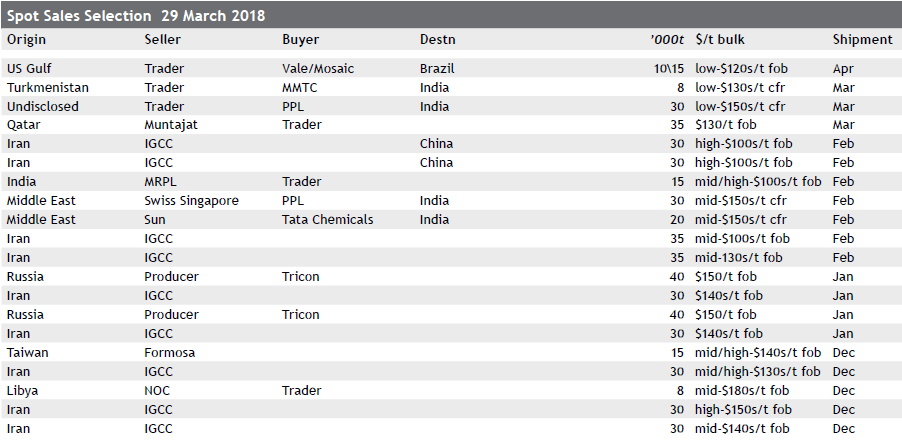 Spot Sales Selection 29 March 2018
Origin Seller Buyer Destn '000t $/t bulk Shipment
US Gulf Trader Vale/Mosaic Brazil 10\15 low-$120s/t fob Apr
Turkmenistan Trader MMTC India 8 low-$130s/t cfr Mar
Undisclosed Trader PPL India 30 low-$150s/t cfr Mar
Qatar Muntajat Trader 35 $130/t fob Mar
Iran IGCC China 30 high-$100s/t fob Feb
Iran IGCC China 30 high-$100s/t fob Feb
India MRPL Trader 15 mid/high-$100s/t fob Feb
Middle East Swiss Singapore PPL India 30 mid-$150s/t cfr Feb
Middle East Sun Tata Chemicals India 20 mid-$150s/t cfr Feb
Iran IGCC 35 mid-$100s/t fob Feb
Iran IGCC 35 mid-130s/t fob Feb
Russia Producer Tricon 40 $150/t fob Jan
Iran IGCC 30 $140s/t fob Jan
Russia Producer Tricon 40 $150/t fob Jan
Iran IGCC 30 $140s/t fob Jan
Taiwan Formosa 15 mid/high-$140s/t fob Dec
Iran IGCC 30 mid/high-$130s/t fob Dec
Libya NOC Trader 8 mid-$180s/t fob Dec
Iran IGCC 30 high-$150s/t fob Dec
Iran IGCC 30 mid-$140s/t fob Dec